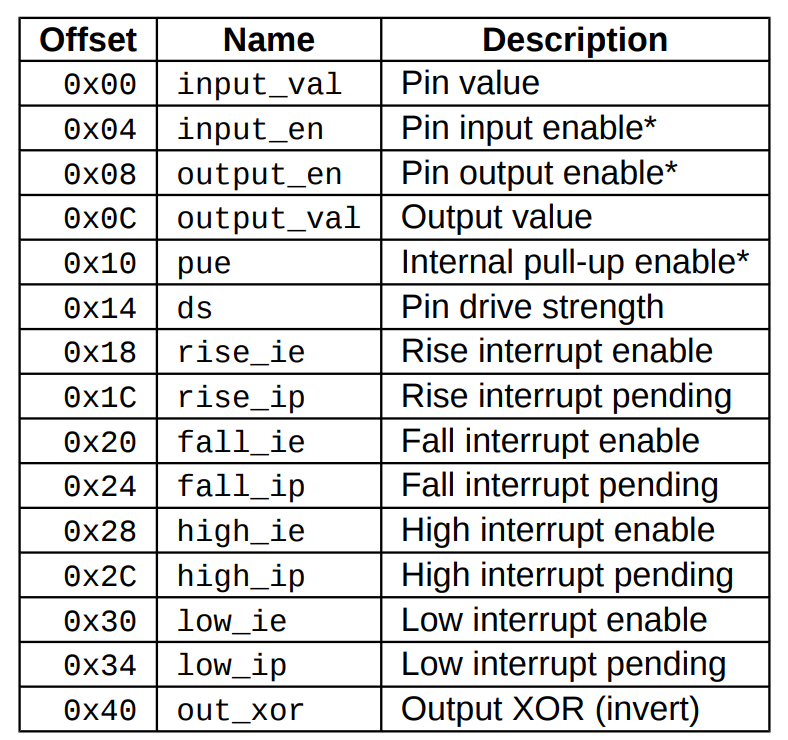 Offset Name Description
0x00 input_val Pin value
0x04 input_en Pin input enable*
0x08 output_en Pin output enable*
0x0C output_val Output value
0x10 pue Internal pull-up enable*
0x14 ds Pin drive strength
0x18 rise_ie Rise interrupt enable
0x1C rise_ip Rise interrupt pending
0x20 fall_ie Fall interrupt enable
0x24 fall_ip Fall interrupt pending
0x28 high_ie High interrupt enable
0x2C high_ip High interrupt pending
0x30 low_ie Low interrupt enable
0x34 low_ip Low interrupt pending
0x40 out_xor Output XOR (invert)